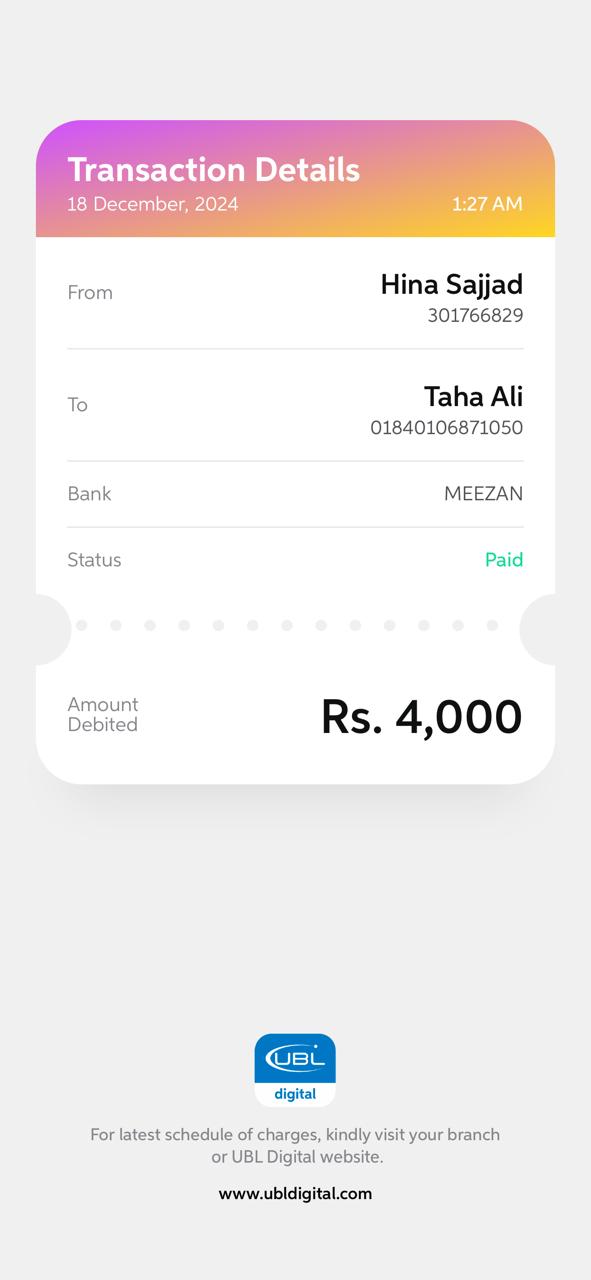 Transaction Details
18 December, 2024 1:27 AM
From Hina Sajjad
301766829
To Taha Ali
01840106871050
Bank MEEZAN
Status Paid
Amount
Debited Rs. 4,000
UBL
digital
For latest schedule of charges, kindly visit your branch
or UBL Digital website.
www.ubldigital.com